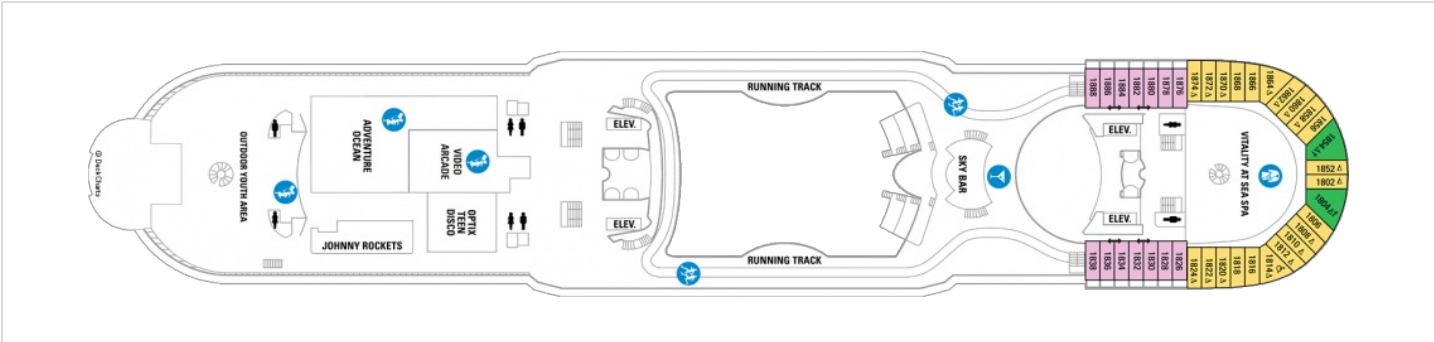 © DeckCharts
OUTDOOR YOUTH AREA
ADVENTURE
OCEAN
VIDEO
ARCADE
OPTIX
TEEN
DISCO
JOHNNY ROCKETS
ELEV.
ELEV.
RUNNING TRACK
RUNNING TRACK
SKY BAR
ELEV.
ELEV.
VITALITY AT SEA SPA
1888
1886
1884
1882
1880
1878
1876
1874
1872
1870
1868
1866
1864
1862
1860
1858
1856
1854
1852
1802
1804
1806
1808
1810
1812
1814
1816
1818
1820
1822
1824
1826
1828
1830
1832
1834
1836
1838